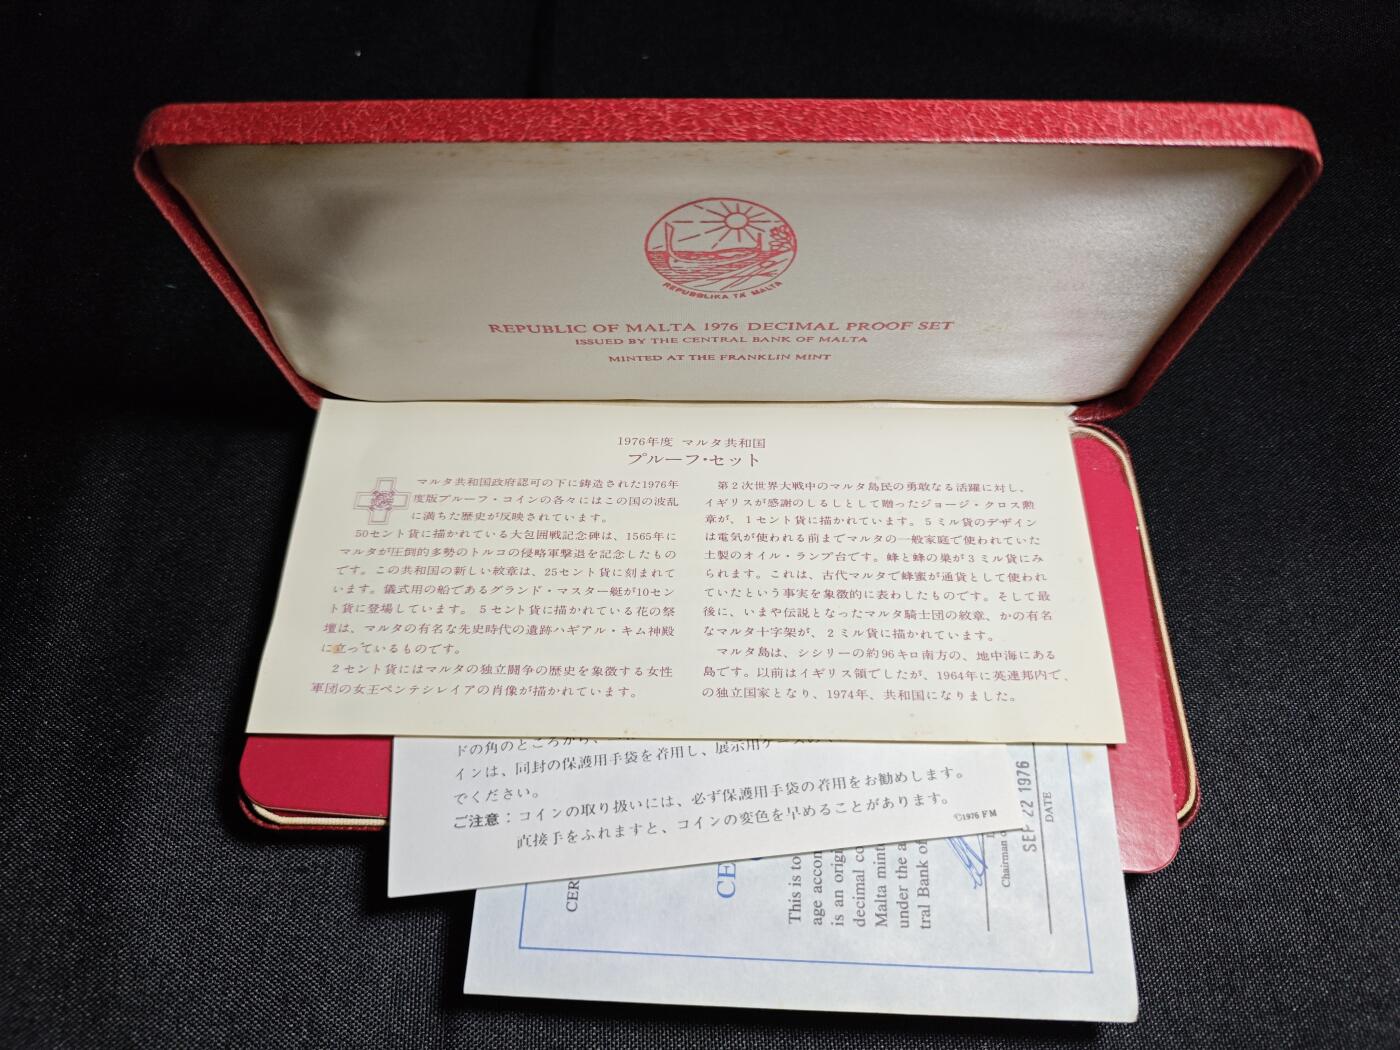 REPUBBLIKA TA' MALTA
REPUBLIC OF MALTA 1976 DECIMAL PROOF SET
ISSUED BY THE CENTRAL BANK OF MALTA
MINTED AT THE FRANKLIN MINT
1976年度 マルタ共和国
プルーフ・セット
マルタ共和国政府認可の下に鋳造された1976年
度版プルーフ・コインの各々にはこの国の波乱
に満ちた歴史が反映されています。
50セント貨に描かれている大包囲戦記念碑は、1565年に
マルタが圧倒的多勢のトルコの侵略軍撃退を記念したもの
です。この共和国の新しい紋章は、25セント貨に刻まれて
います。儀式用の船であるグランド・マスター艇が10セン
ト貨に登場しています。 5セント貨に描かれている花の祭
壇は、マルタの有名な先史時代の遺跡ハギアル・キム神殿
に立っているものです。
2セント貨にはマルタの独立闘争の歴史を象徴する女性
軍団の女王ペンテシレイアの肖像が描かれています。
第2次世界大戦中のマルタ島民の勇敢なる活躍に対し、
イギリスが感謝のしるしとして贈ったジョージ・クロス勲
章が、1セント貨に描かれています。5ミル貨のデザイン
は電気が使われる前までマルタの一般家庭で使われていた
土製のオイル・ランプ台です。蜂と蜂の巣が3ミル貨にみ
られます。これは、古代マルタで蜂蜜が通貨として使われ
ていたという事実を象徴的に表わしたものです。そして最
後に、いまや伝説となったマルタ騎士団の紋章、かの有名
なマルタ十字架が、2ミル貨に描かれています。
マルタ島は、シシリーの約96キロ南方の、地中海にある
島です。以前はイギリス領でしたが、1964年に英連邦内で、
の独立国家となり、1974年、共和国になりました。
ドの角のところから、
インは、同封の保護用手袋を着用し、展示用ケース
でください。
ご注意：コインの取り扱いには、必ず保護用手袋の着用をお勧めします。
直接手をふれますと、コインの変色を早めることがあります。
©1976 FM
CER
CE
This is to
age accom
is an origi
decimal co
Malta mint
under the a
tral Bank of
Chairman of
SEP 22 1976
DATE